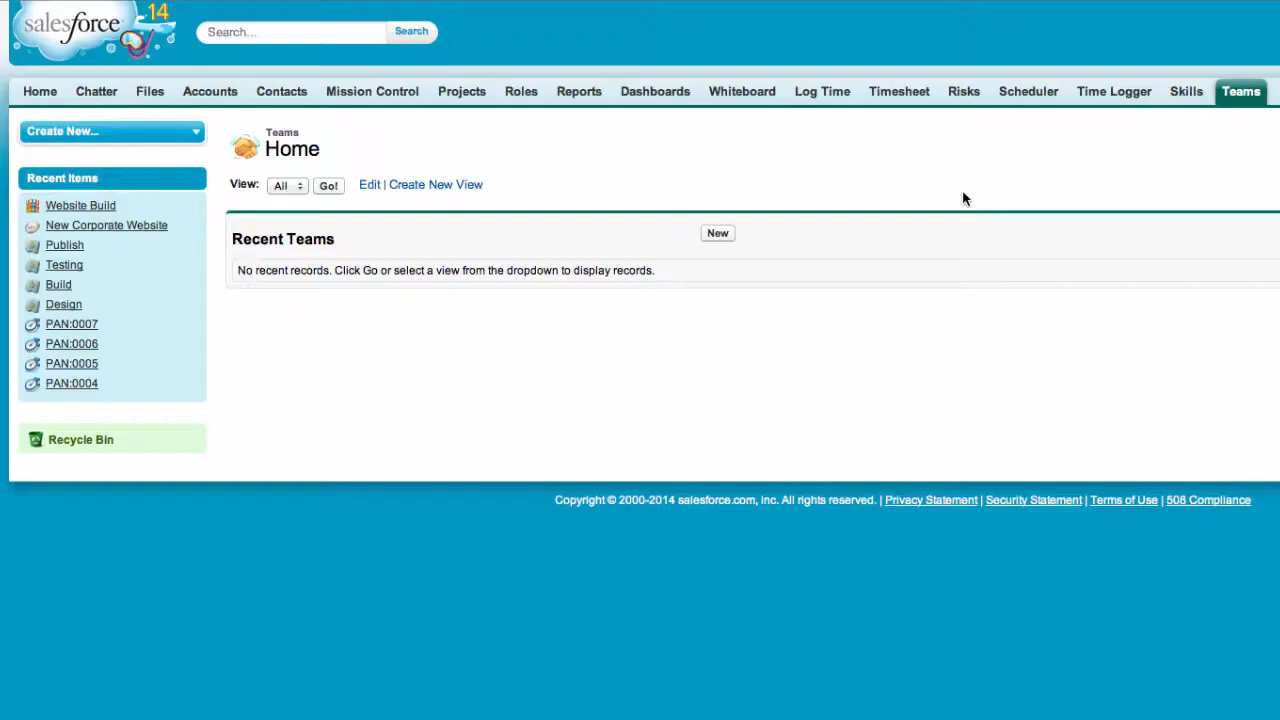 salesforce
14
Search...
Search
Home Chatter Files Accounts Contacts Mission Control Projects Roles Reports Dashboards Whiteboard Log Time Timesheet Risks Scheduler Time Logger Skills Teams
Create New...
Recent Items
Website Build
New Corporate Website
Publish
Testing
Build
Design
PAN:0007
PAN:0006
PAN:0005
PAN:0004
Recycle Bin
Teams
Home
View: All Go! Edit | Create New View
Recent Teams
New
No recent records. Click Go or select a view from the dropdown to display records.
Copyright © 2000-2014 salesforce.com, inc. All rights reserved. | Privacy Statement | Security Statement | Terms of Use | 508 Compliance